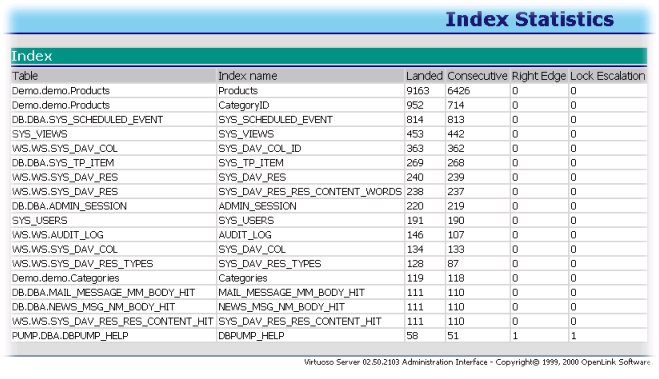 Index Statistics
Index
Table Index name Landed Consecutive Right Edge Lock Escalation
Demo.demo.Products Products 9163 6426 0 0
Demo.demo.Products CategoryID 952 714 0 0
DB.DBA.SYS_SCHEDULED_EVENT SYS_SCHEDULED_EVENT 814 813 0 0
SYS_VIEWS SYS_VIEWS 453 442 0 0
WS.WS.SYS_DAV_COL SYS_DAV_COL_ID 363 362 0 0
DB.DBA.SYS_TP_ITEM SYS_TP_ITEM 269 268 0 0
WS.WS.SYS_DAV_RES SYS_DAV_RES 240 239 0 0
WS.WS.SYS_DAV_RES SYS_DAV_RES_RES_CONTENT_WORDS 238 237 0 0
DB.DBA.ADMIN_SESSION ADMIN_SESSION 220 219 0 0
SYS_USERS SYS_USERS 191 190 0 0
WS.WS.AUDIT_LOG AUDIT_LOG 146 107 0 0
WS.WS.SYS_DAV_COL SYS_DAV_COL 134 133 0 0
WS.WS.SYS_DAV_RES_TYPES SYS_DAV_RES_TYPES 128 87 0 0
Demo.demo.Categories Categories 119 118 0 0
DB.DBA.MAIL_MESSAGE_MM_BODY_HIT MAIL_MESSAGE_MM_BODY_HIT 111 110 0 0
DB.DBA.NEWS_MSG_NM_BODY_HIT NEWS_MSG_NM_BODY_HIT 111 110 0 0
WS.WS.SYS_DAV_RES_RES_CONTENT_HIT SYS_DAV_RES_RES_CONTENT_HIT 111 110 0 0
PUMP.DBA.DBPUMP_HELP DBPUMP_HELP 58 51 1 1
Virtuoso Server 02.50.2103 Administration Interface - Copyright© 1999, 2000 OpenLink Software